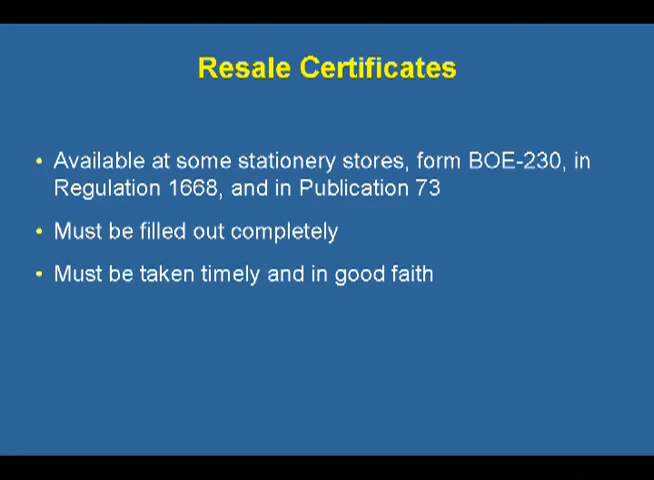 Resale Certificates
• Available at some stationery stores, form BOE-230, in
Regulation 1668, and in Publication 73
• Must be filled out completely
• Must be taken timely and in good faith